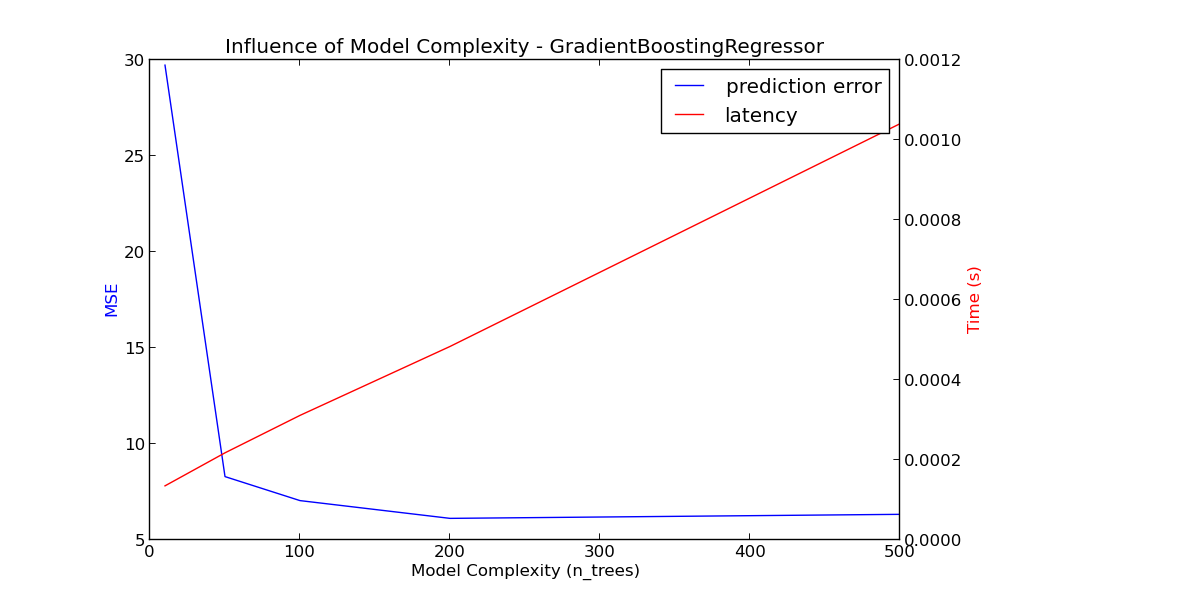 Influence of Model Complexity - GradientBoostingRegressor
prediction error
latency
30
25
20
15
10
5
MSE
0.0012
0.0010
0.0008
0.0006
0.0004
0.0002
0.0000
Time (s)
0 100 200 300 400 500
Model Complexity (n_trees)